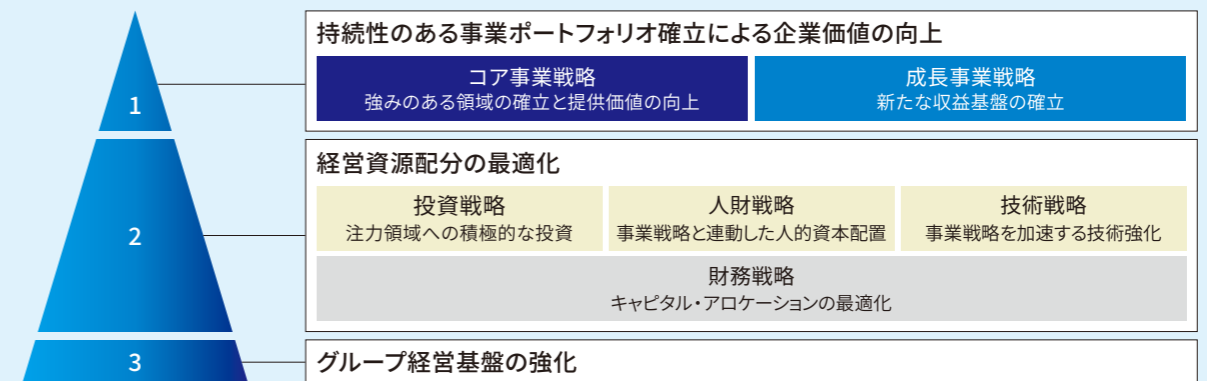 1
持続性のある事業ポートフォリオ確立による企業価値の向上
コア事業戦略
強みのある領域の確立と提供価値の向上
成長事業戦略
新たな収益基盤の確立
2
経営資源配分の最適化
投資戦略
注力領域への積極的な投資
人財戦略
事業戦略と連動した人的資本配置
技術戦略
事業戦略を加速する技術強化
財務戦略
キャピタル・アロケーションの最適化
3
グループ経営基盤の強化